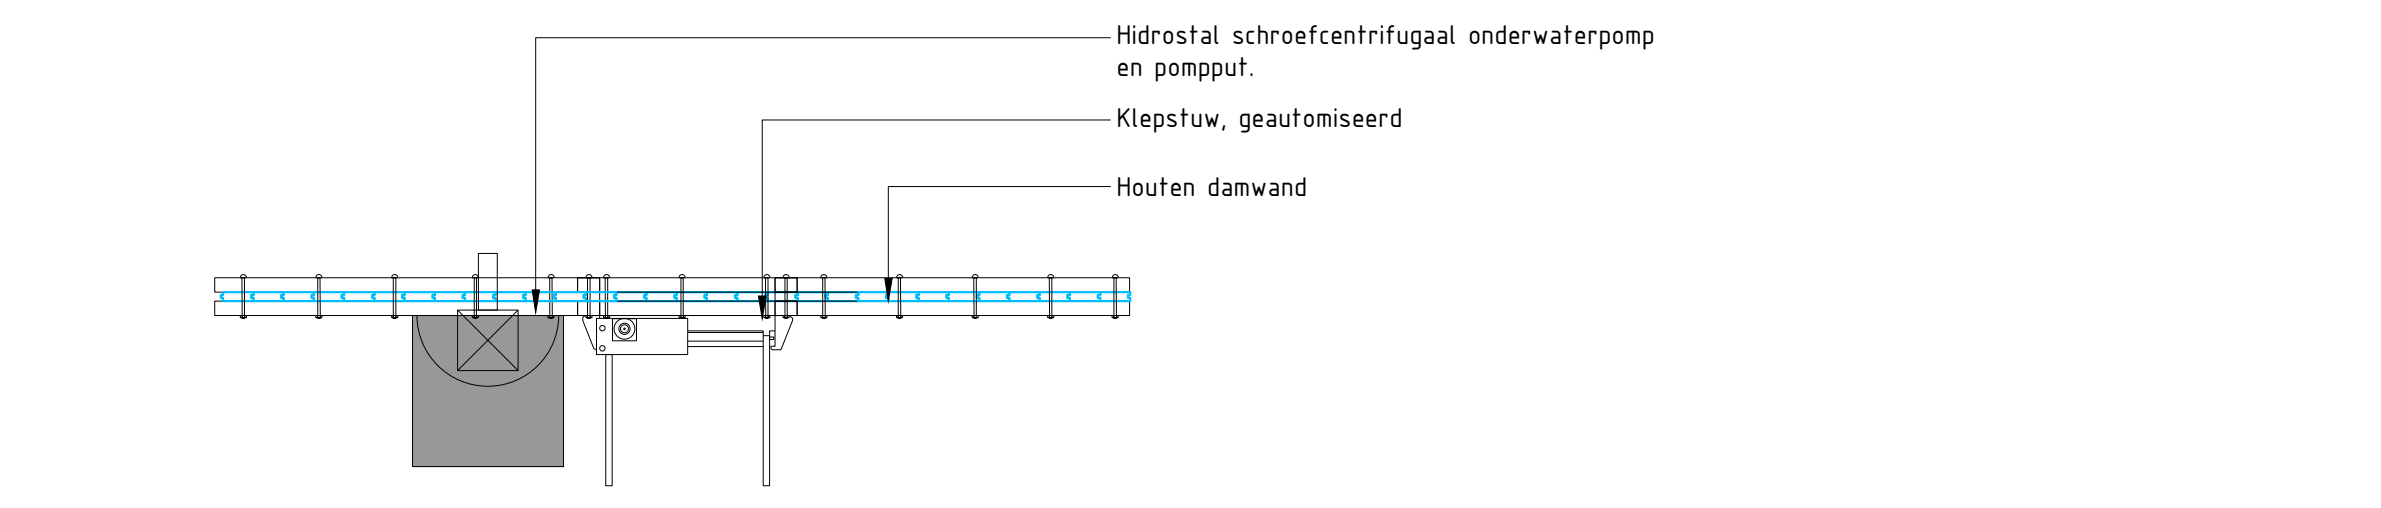 Hidrostal schroefcentrifugaal onderwaterpomp
en pompput.
Klepstuw, geautomiseerd
Houten damwand